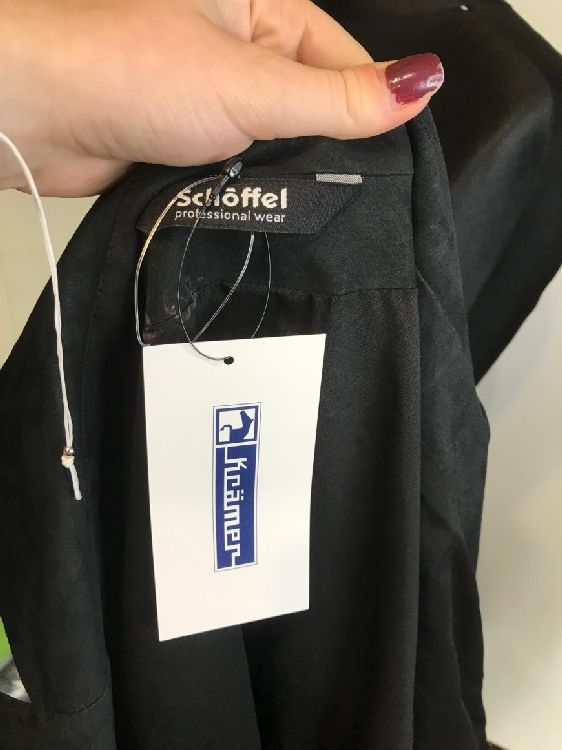 Schöffel
professional wear
Krämer